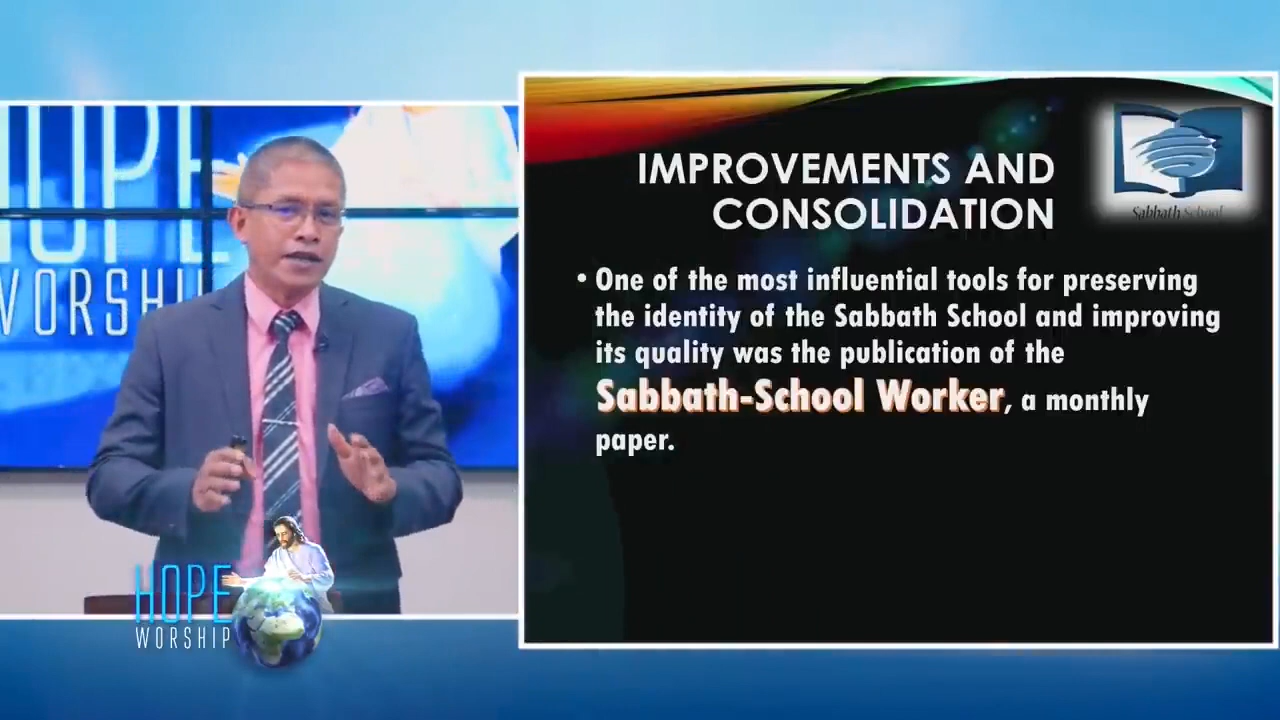 HOPE
WORSHIP
IMPROVEMENTS AND
CONSOLIDATION
Sabbath School
• One of the most influential tools for preserving
the identity of the Sabbath School and improving
its quality was the publication of the
Sabbath-School Worker, a monthly
paper.
HOPE
WORSHIP